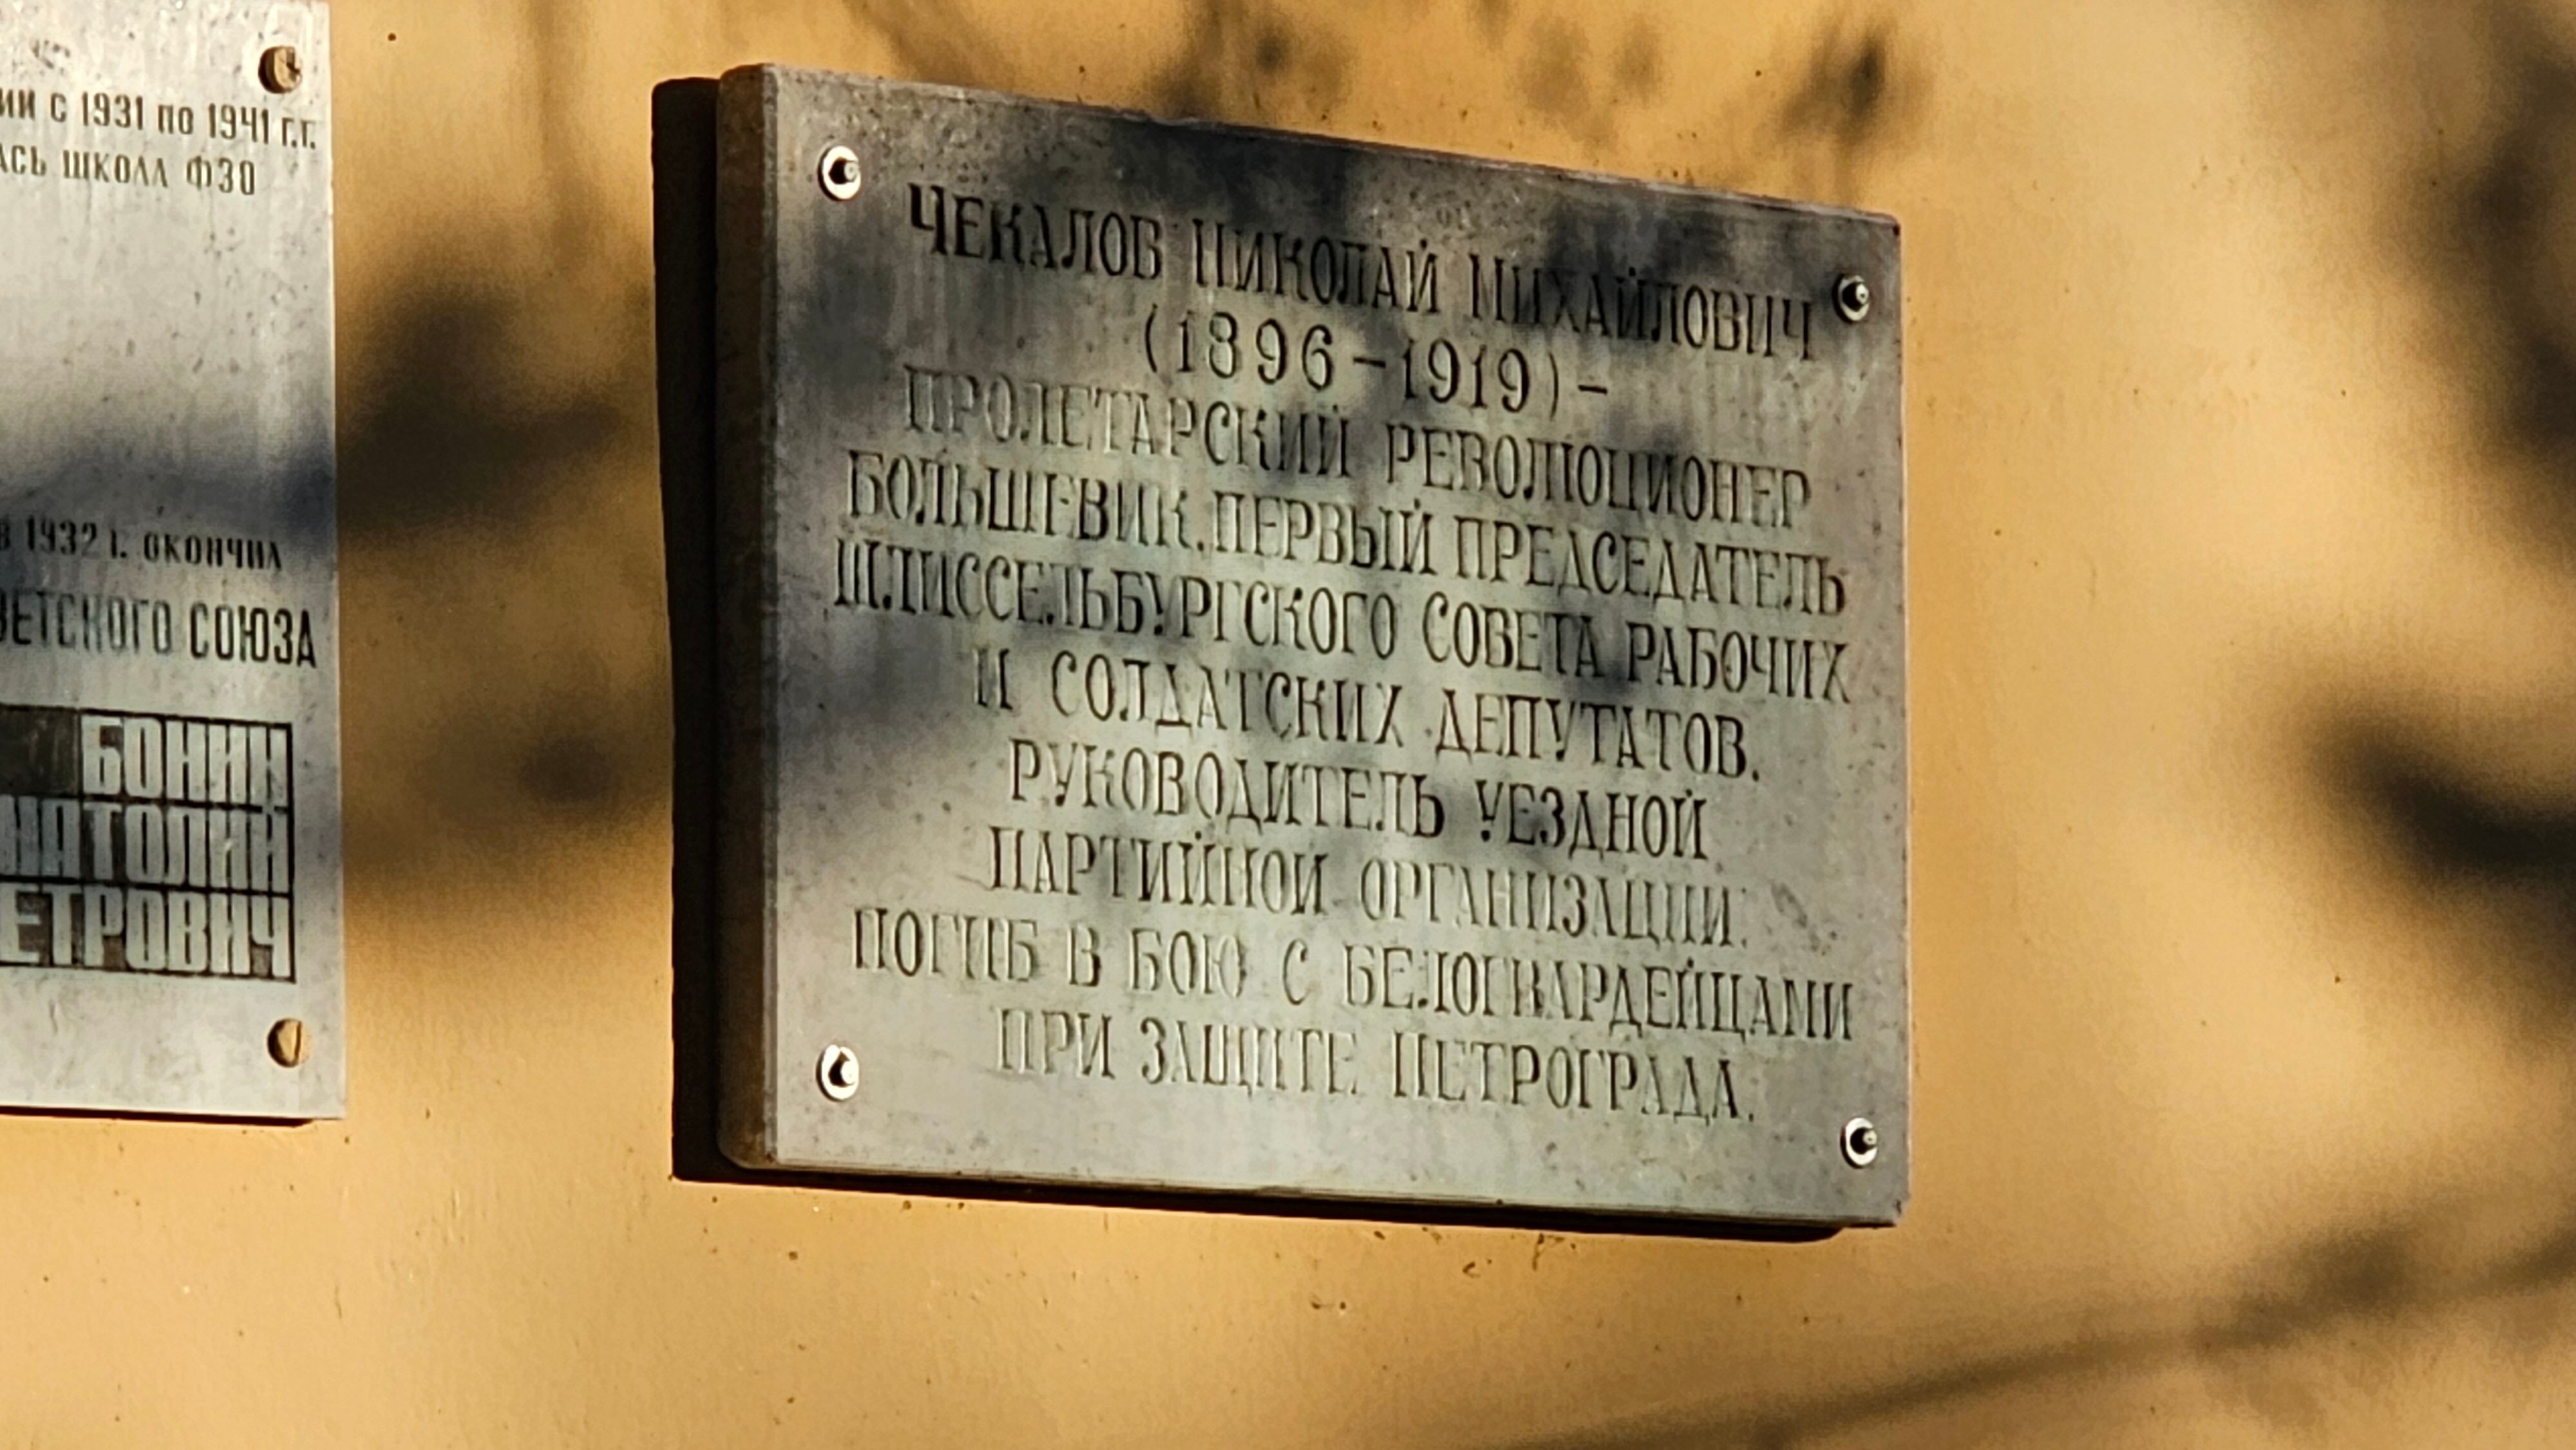 ии с 1931 по 1941 г.г.
ась школа ФЗО
в 1932 г. окончил
ветского союза
БОНИН
НАТОЛИЙ
ЕТРОВИЧ
ЧЕКАЛОВ НИКОЛАЙ МИХАЙЛОВИЧ
(1896-1919)-
ПРОЛЕТАРСКИЙ РЕВОЛЮЦИОНЕР
БОЛЬШЕВИК.ПЕРВЫЙ ПРЕДСЕДАТЕЛЬ
ШЛИССЕЛЬБУРГСКОГО СОВЕТА РАБОЧИХ
И СОЛДАТСКИХ ДЕПУТАТОВ.
РУКОВОДИТЕЛЬ УЕЗДНОЙ
ПАРТИЙНОЙ ОРГАНИЗАЦИИ.
ПОГИБ В БОЮ С БЕЛОГВАРДЕЙЦАМИ
ПРИ ЗАЩИТЕ ПЕТРОГРАДА.